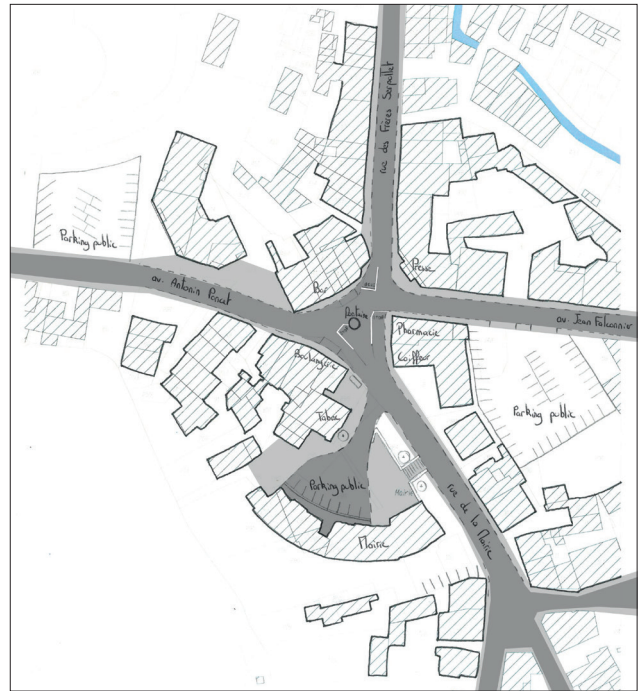 rue des Frères Serpollet
Parking public
Presse
Bar
av. Antonin Poncet
av. Jean Falconnier
Pharmacie
Coiffeur
Boulangerie
Tabac
Parking public
Parking public
Mairie
Mairie
rue de la Mairie